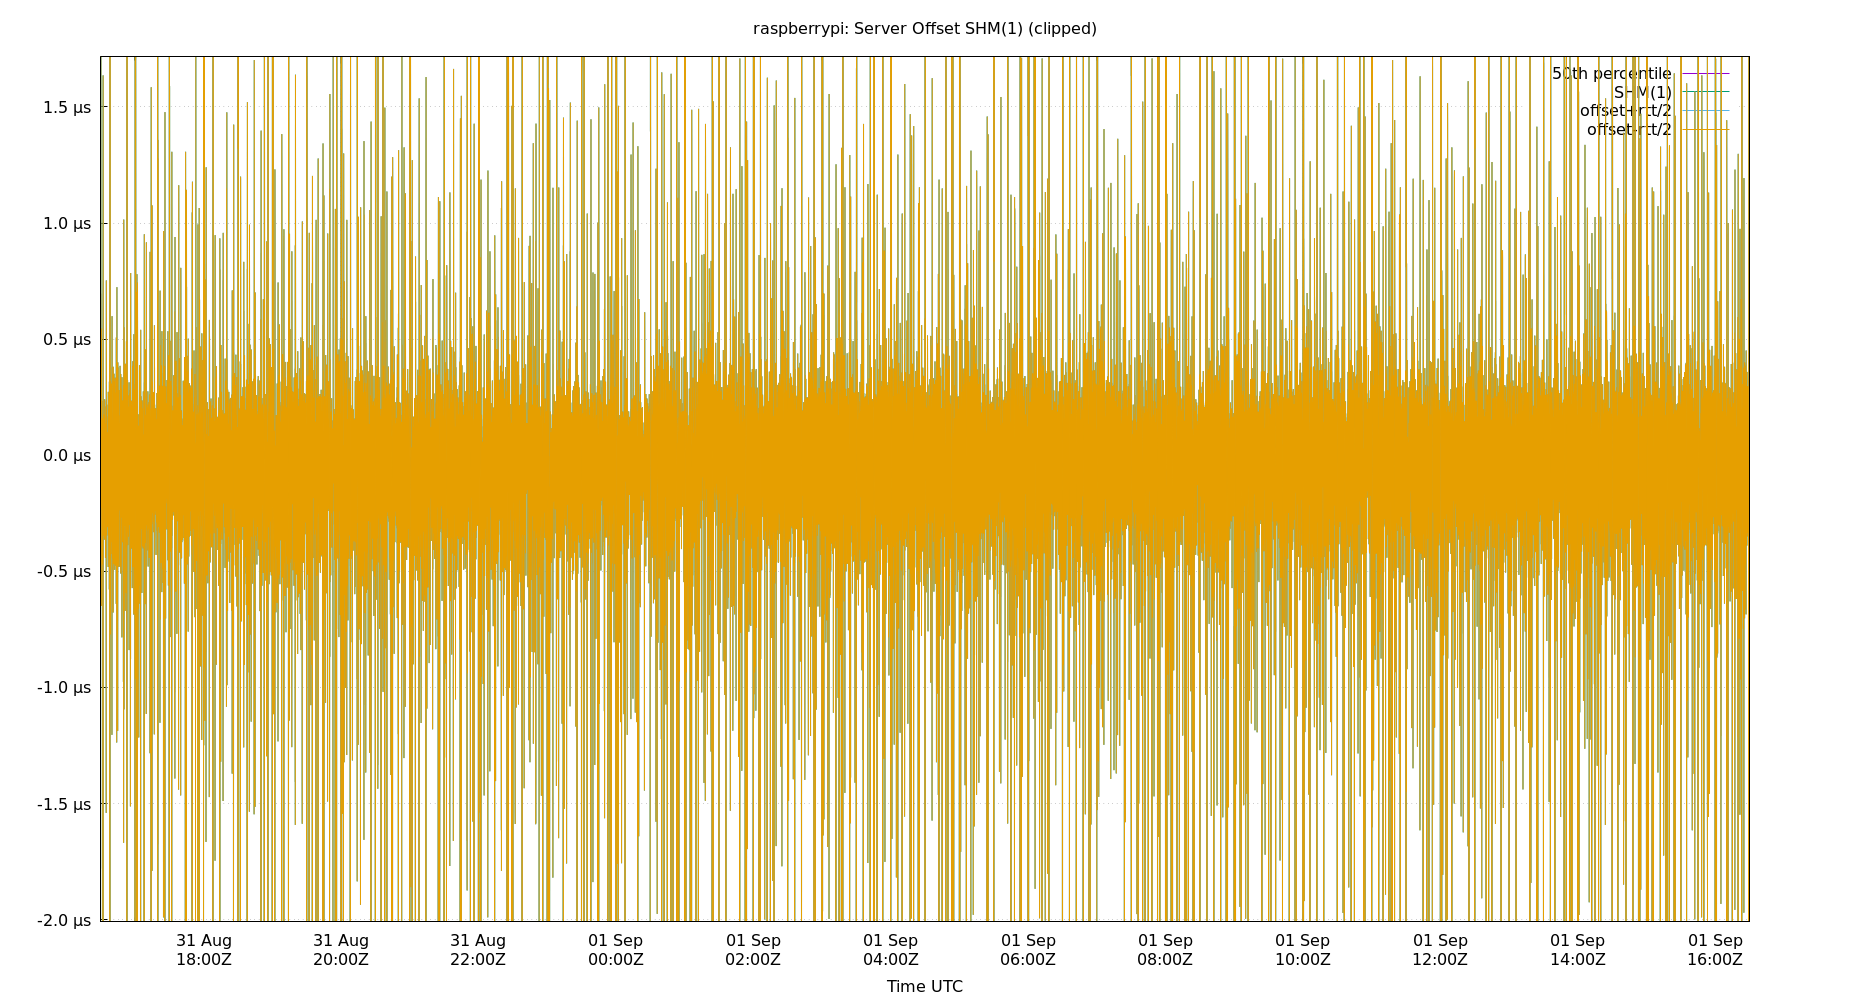 raspberrypi: Server Offset SHM(1) (clipped)
50th percentile
SHM(1)
offset+rtt/2
offset-rtt/2
1.5 µs
1.0 µs
0.5 µs
0.0 µs
-0.5 µs
-1.0 µs
-1.5 µs
-2.0 µs
31 Aug 31 Aug 31 Aug 01 Sep 01 Sep 01 Sep 01 Sep 01 Sep 01 Sep 01 Sep 01 Sep 01 Sep
18:00Z 20:00Z 22:00Z 00:00Z 02:00Z 04:00Z 06:00Z 08:00Z 10:00Z 12:00Z 14:00Z 16:00Z
Time UTC